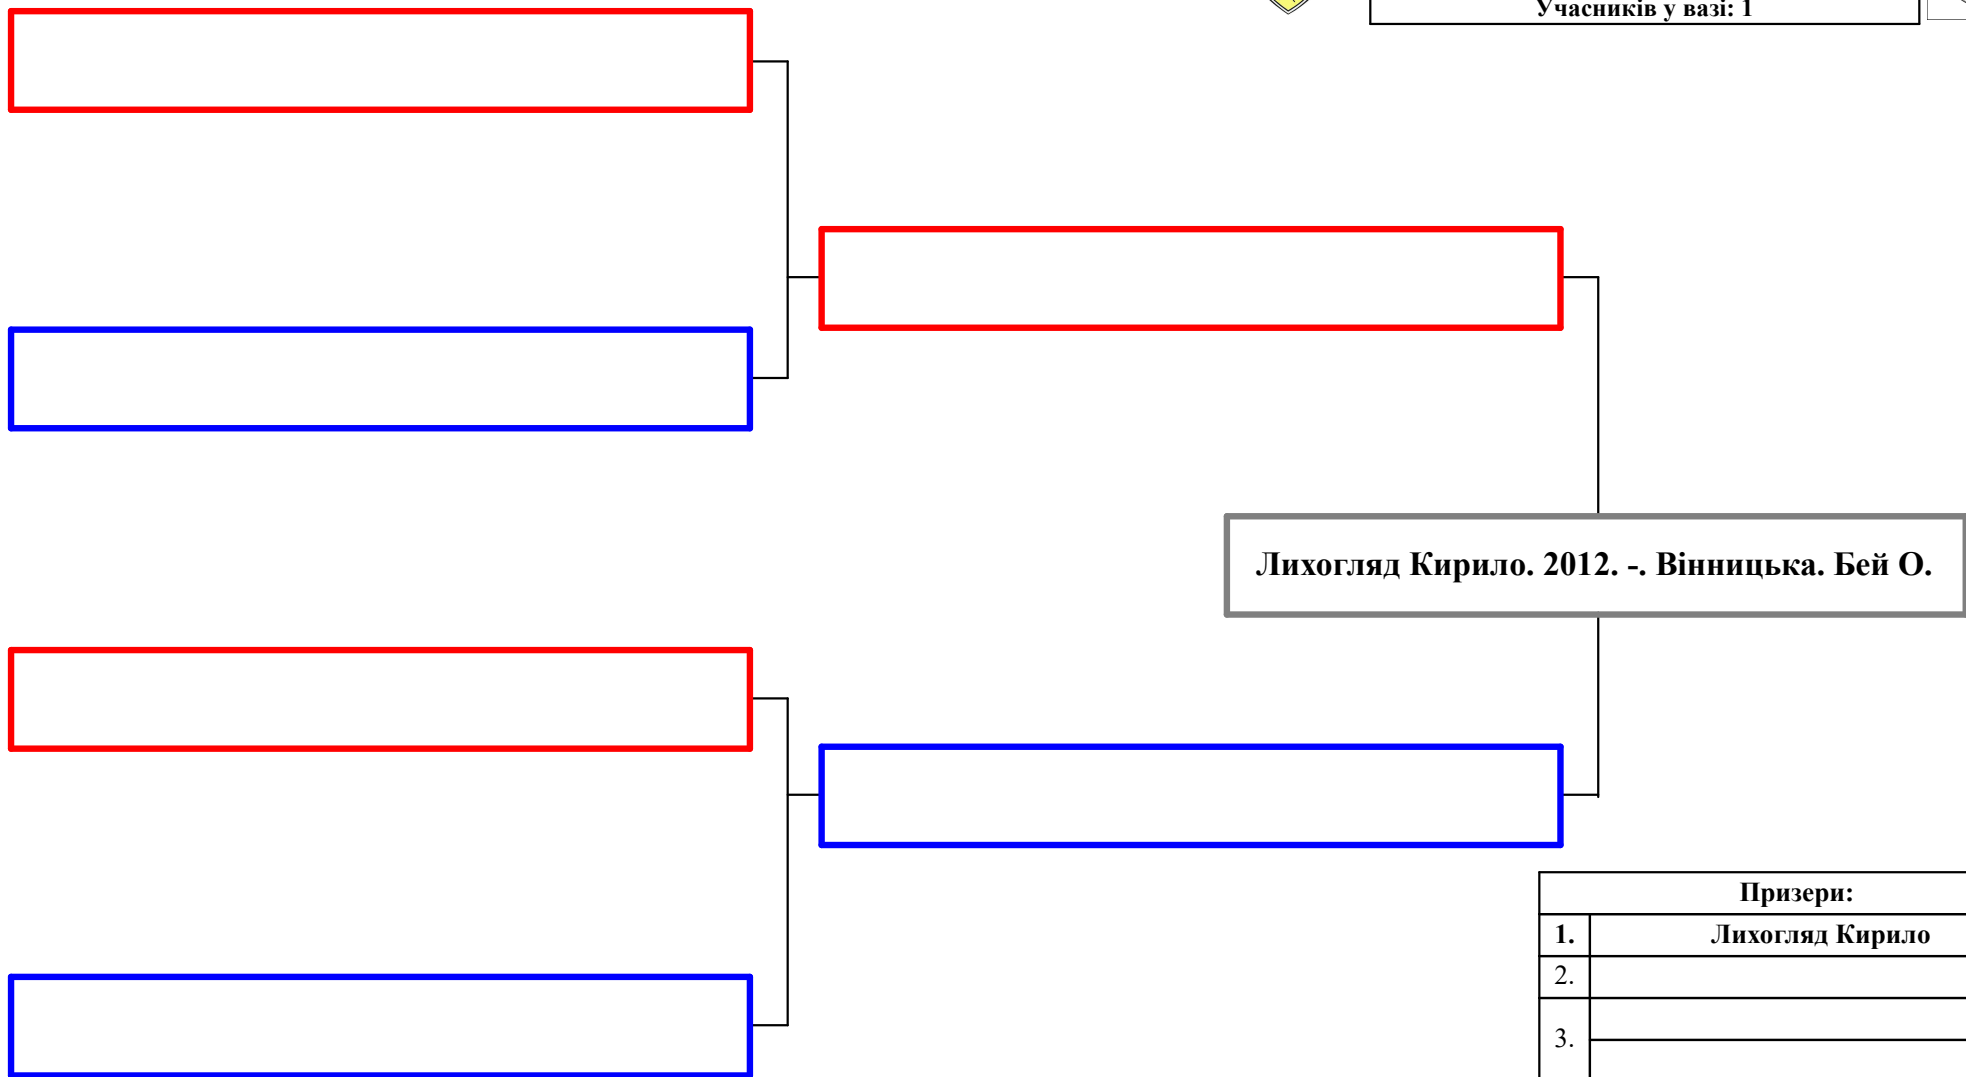 Учасників у вазі: 1
Лихогляд Кирило. 2012. -. Вінницька. Бей О.
Призери:
1. Лихогляд Кирило
2.
3.